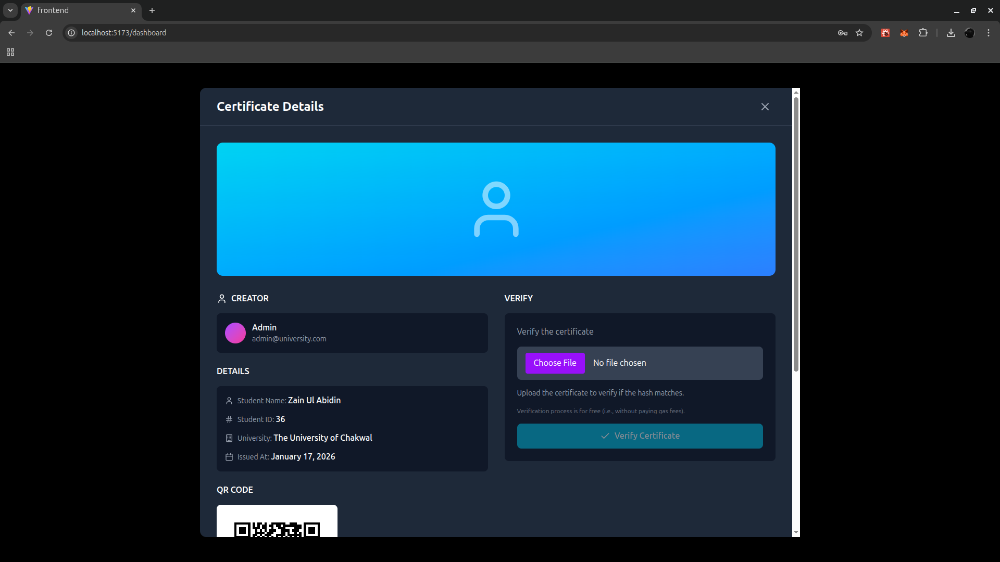 frontend
localhost:5173/dashboard
Certificate Details
CREATOR
Admin
admin@university.com
DETAILS
Student Name: Zain Ul Abidin
Student ID: 36
University: The University of Chakwal
Issued At: January 17, 2026
QR CODE
VERIFY
Verify the certificate
Choose File No file chosen
Upload the certificate to verify if the hash matches.
Verification process is for free (i.e., without paying gas fees).
Verify Certificate